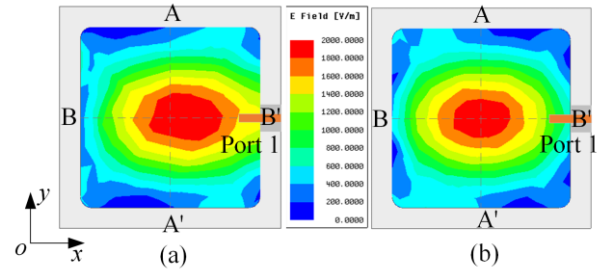 A
B
B'
Port 1
A'
y
o
x
(a)
E Field [V/m]
2000.0000
1800.0000
1600.0000
1400.0000
1200.0000
1000.0000
800.0000
600.0000
400.0000
200.0000
0.0000
A
B
B'
Port 1
A'
(b)